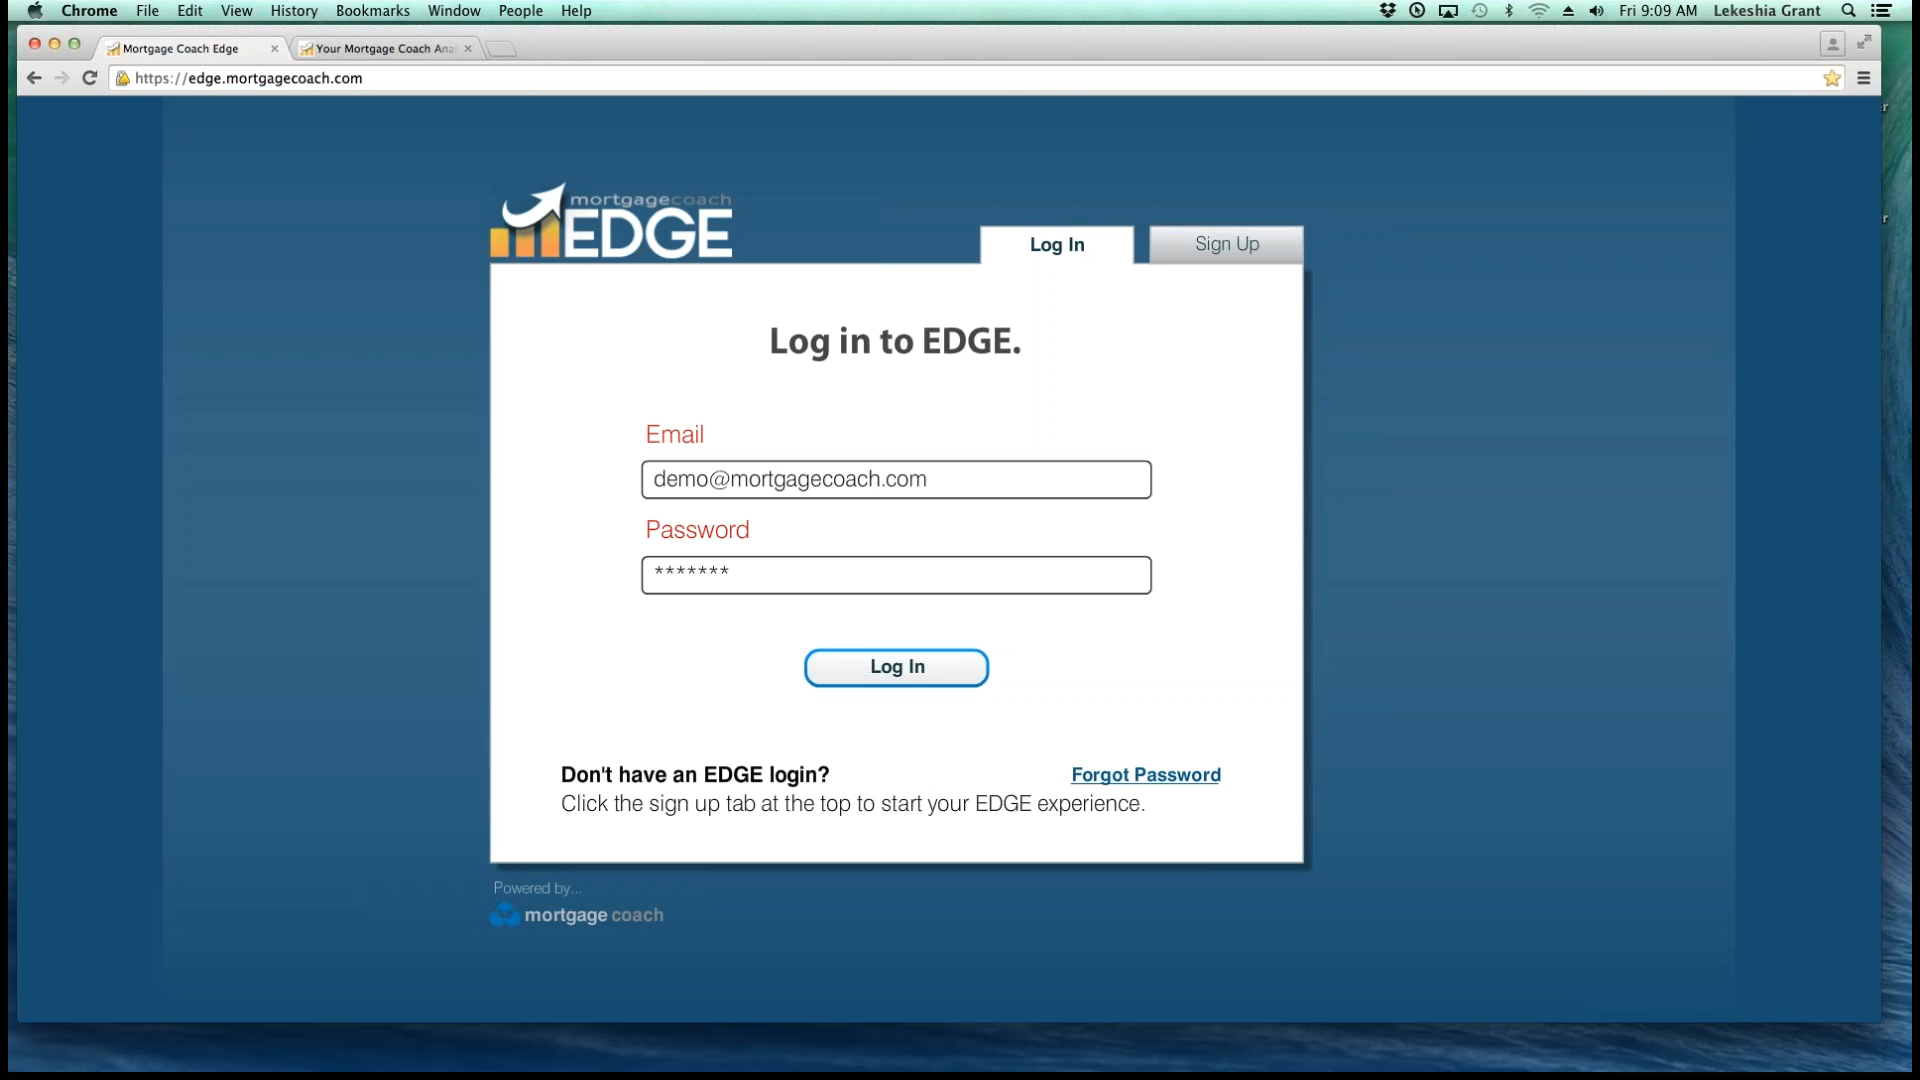 Chrome File Edit View History Bookmarks Window People Help Fri 9:09 AM Lekeshia Grant
Mortgage Coach Edge Your Mortgage Coach Ana
https://edge.mortgagecoach.com
mortgagecoach
EDGE
Log In Sign Up
Log in to EDGE.
Email
demo@mortgagecoach.com
Password
*******
Log In
Don't have an EDGE login? Forgot Password
Click the sign up tab at the top to start your EDGE experience.
Powered by...
mortgage coach